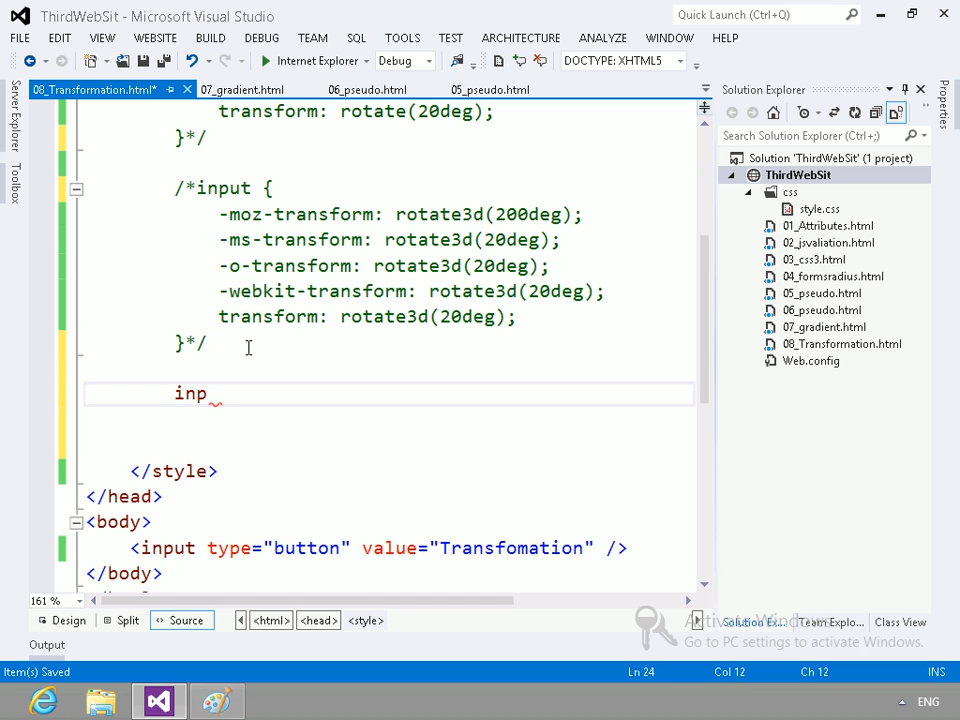 ThirdWebSit - Microsoft Visual Studio
Quick Launch (Ctrl+Q)
FILE EDIT VIEW WEBSITE BUILD DEBUG TEAM SQL TOOLS TEST ARCHITECTURE ANALYZE WINDOW HELP
Internet Explorer Debug DOCTYPE: XHTML5
08_Transformation.html* 07_gradient.html 06_pseudo.html 05_pseudo.html
Server Explorer
Toolbox
transform: rotate(20deg);
}*/
/*input {
-moz-transform: rotate3d(200deg);
-ms-transform: rotate3d(20deg);
-o-transform: rotate3d(20deg);
-webkit-transform: rotate3d(20deg);
transform: rotate3d(20deg);
}*/
inp
</style>
</head>
<body>
<input type="button" value="Transfomation" />
</body>
161 %
Design Split Source <html> <head> <style>
Output
Solution Explorer
Search Solution Explorer (Ctrl+;)
Solution 'ThirdWebSit' (1 project)
ThirdWebSit
css
style.css
01_Attributes.html
02_jsvaliation.html
03_css3.html
04_formsradius.html
05_pseudo.html
06_pseudo.html
07_gradient.html
08_Transformation.html
Web.config
Properties
Solution Ex... Team Explo... Class View
Activate Windows
Go to PC settings to activate Windows.
Item(s) Saved Ln 24 Col 12 Ch 12 INS
ENG